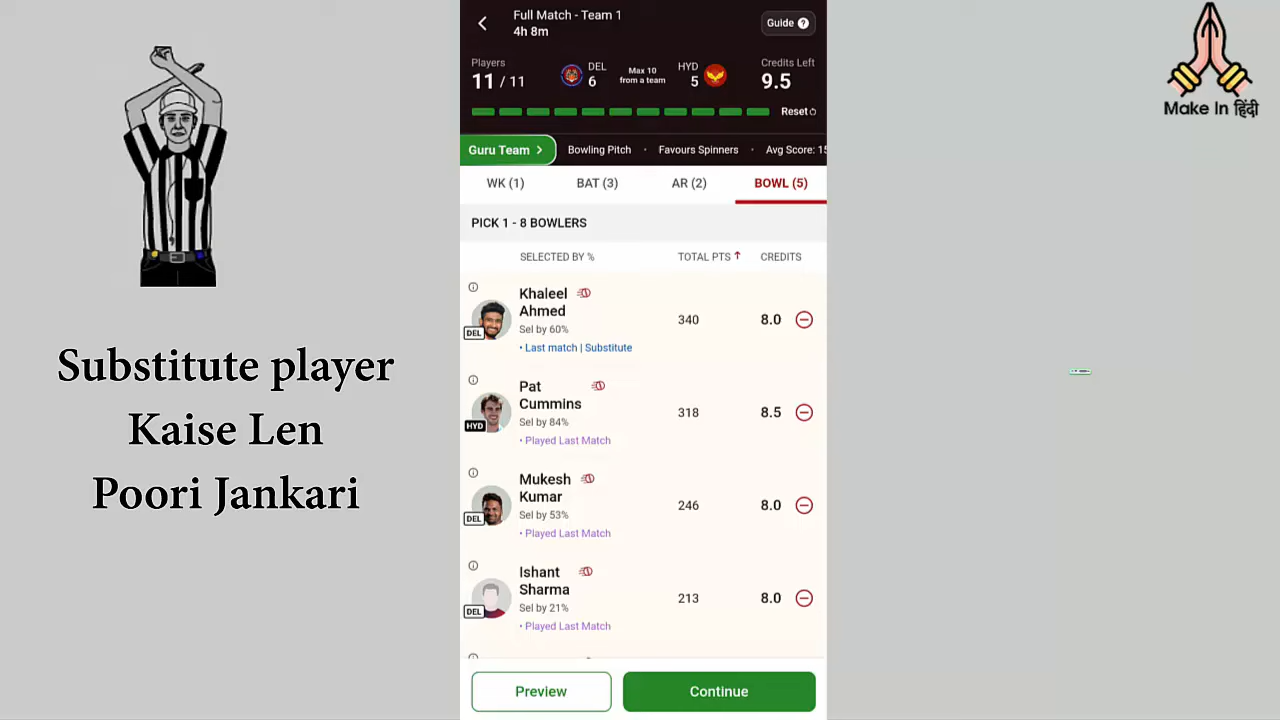 Full Match - Team 1
4h 8m
Guide ?
Players
11 / 11
DEL
6
Max 10
from a team
HYD
5
Credits Left
9.5
Reset
Guru Team >
Bowling Pitch · Favours Spinners · Avg Score: 15
WK (1) BAT (3) AR (2) BOWL (5)
PICK 1 - 8 BOWLERS
SELECTED BY % TOTAL PTS ↑ CREDITS
Khaleel
Ahmed
Sel by 60%
• Last match | Substitute
DEL
340 8.0
Pat
Cummins
Sel by 84%
• Played Last Match
HYD
318 8.5
Mukesh
Kumar
Sel by 53%
• Played Last Match
DEL
246 8.0
Ishant
Sharma
Sel by 21%
• Played Last Match
DEL
213 8.0
Preview Continue
Substitute player
Kaise Len
Poori Jankari
Make In हिंदी